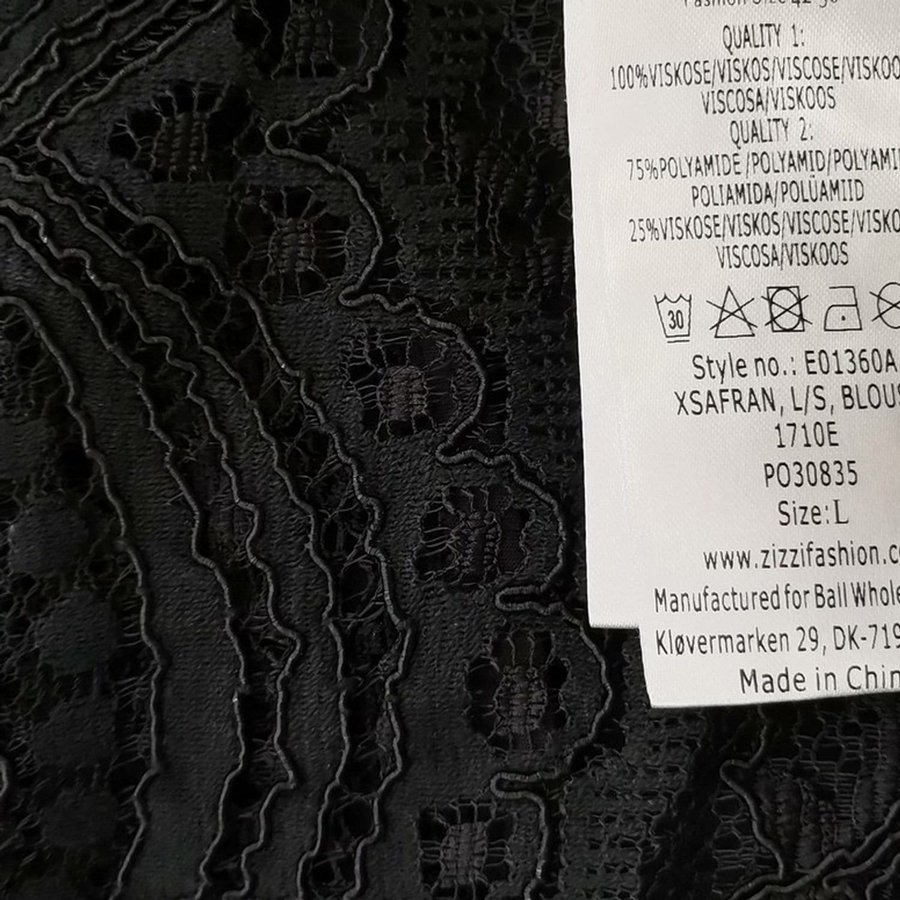 QUALITY 1:
100%VISKOSE/VISKOS/VISCOSE/VISKOO
VISCOSA/VISKOOS
QUALITY 2:
75%POLYAMIDE/POLYAMID/POLYAMI
POLIAMIDA/POLÜAMIID
25%VISKOSE/VISKOS/VISCOSE/VISKO
VISCOSA/VISKOOS
30
Style no.: E01360A
XSAFRAN, L/S, BLOUS
1710E
PO30835
Size: L
www.zizzifashion.co
Manufactured for Ball Whole
Kløvermarken 29, DK-719
Made in Chin